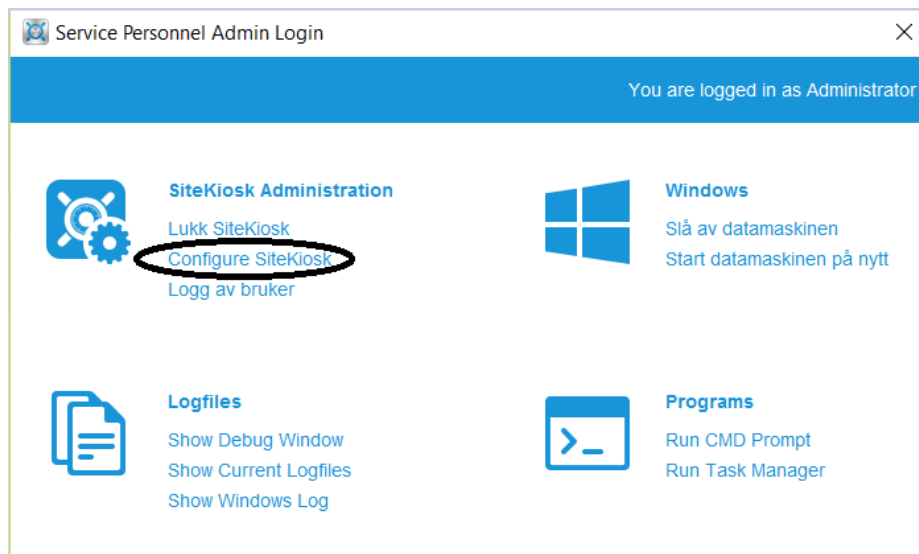 Service Personnel Admin Login
You are logged in as Administrator
SiteKiosk Administration
Lukk SiteKiosk
Configure SiteKiosk
Logg av bruker
Windows
Slå av datamaskinen
Start datamaskinen på nytt
Logfiles
Show Debug Window
Show Current Logfiles
Show Windows Log
Programs
Run CMD Prompt
Run Task Manager